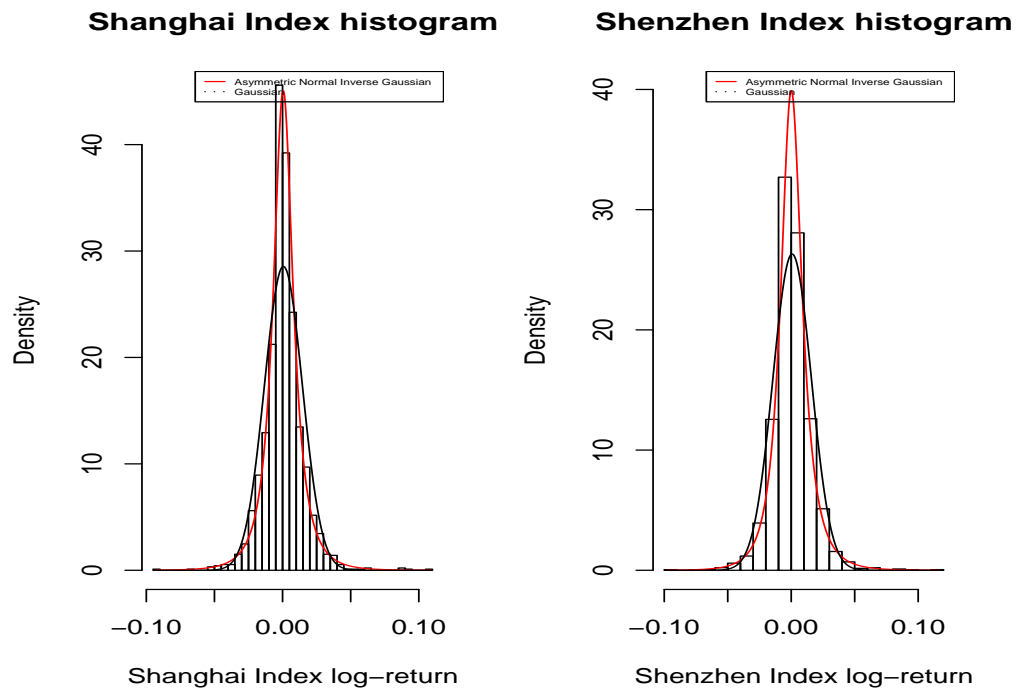 Shanghai Index histogram
Asymmetric Normal Inverse Gaussian
Gaussian
Density
0 10 20 30 40
−0.10 0.00 0.10
Shanghai Index log−return
Shenzhen Index histogram
Asymmetric Normal Inverse Gaussian
Gaussian
Density
0 10 20 30 40
−0.10 0.00 0.10
Shenzhen Index log−return